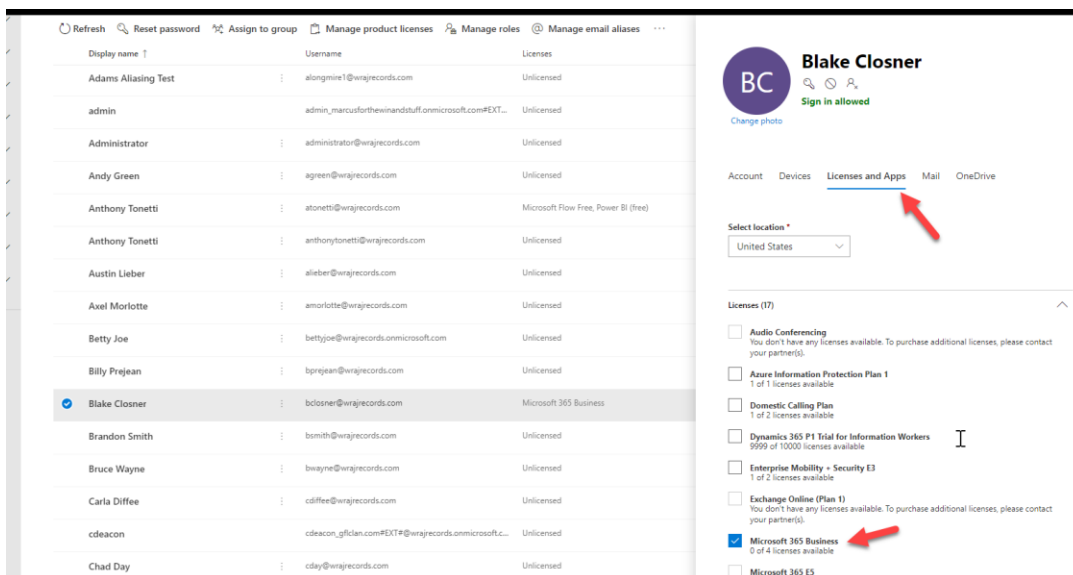 Refresh Reset password Assign to group Manage product licenses Manage roles Manage email aliases ...
Display name ↑ Username Licenses
Adams Aliasing Test alongmire1@wrajrecords.com Unlicensed
admin admin_marcusforthewinandstuff.onmicrosoft.com#EXT... Unlicensed
Administrator administrator@wrajrecords.com Unlicensed
Andy Green agreen@wrajrecords.com Unlicensed
Anthony Tonetti atonetti@wrajrecords.com Microsoft Flow Free, Power BI (free)
Anthony Tonetti anthonytonetti@wrajrecords.com Unlicensed
Austin Lieber alieber@wrajrecords.com Unlicensed
Axel Morlotte amorlotte@wrajrecords.com Unlicensed
Betty Joe bettyjoe@wrajrecords.onmicrosoft.com Unlicensed
Billy Prejean bprejean@wrajrecords.com Unlicensed
Blake Closner bclosner@wrajrecords.com Microsoft 365 Business
Brandon Smith bsmith@wrajrecords.com Unlicensed
Bruce Wayne bwayne@wrajrecords.com Unlicensed
Carla Diffee cdiffee@wrajrecords.com Unlicensed
cdeacon cdeacon_gflclan.com#EXT#@wrajrecords.onmicrosoft.c... Unlicensed
Chad Day cday@wrajrecords.com Unlicensed
BC
Blake Closner
Sign in allowed
Change photo
Account Devices Licenses and Apps Mail OneDrive
Select location *
United States
Licenses (17)
Audio Conferencing
You don't have any licenses available. To purchase additional licenses, please contact
your partner(s).
Azure Information Protection Plan 1
1 of 1 licenses available
Domestic Calling Plan
1 of 2 licenses available
Dynamics 365 P1 Trial for Information Workers
9999 of 10000 licenses available
Enterprise Mobility + Security E3
1 of 2 licenses available
Exchange Online (Plan 1)
You don't have any licenses available. To purchase additional licenses, please contact
your partner(s).
Microsoft 365 Business
0 of 4 licenses available
Microsoft 365 E5